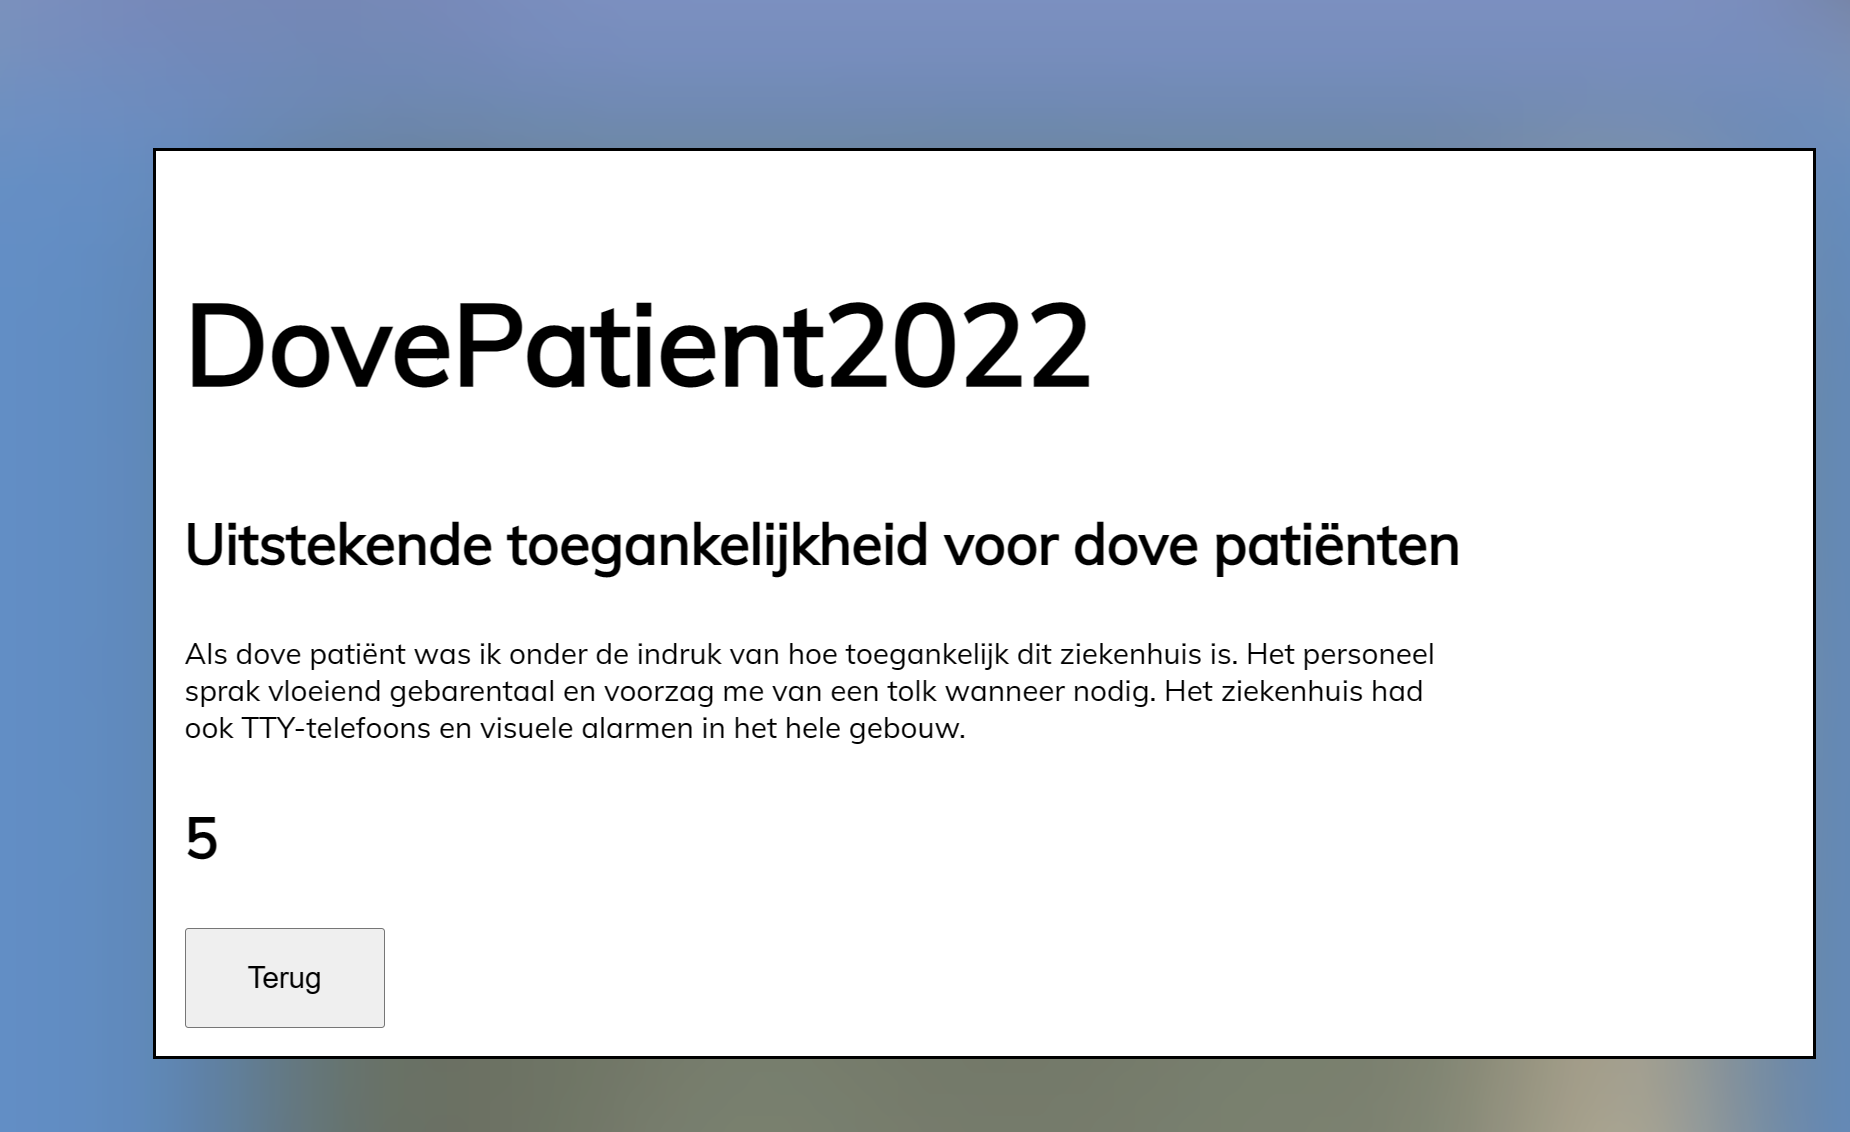 DovePatient2022
Uitstekende toegankelijkheid voor dove patiënten
Als dove patiënt was ik onder de indruk van hoe toegankelijk dit ziekenhuis is. Het personeel
sprak vloeiend gebarentaal en voorzag me van een tolk wanneer nodig. Het ziekenhuis had
ook TTY-telefoons en visuele alarmen in het hele gebouw.
5
Terug